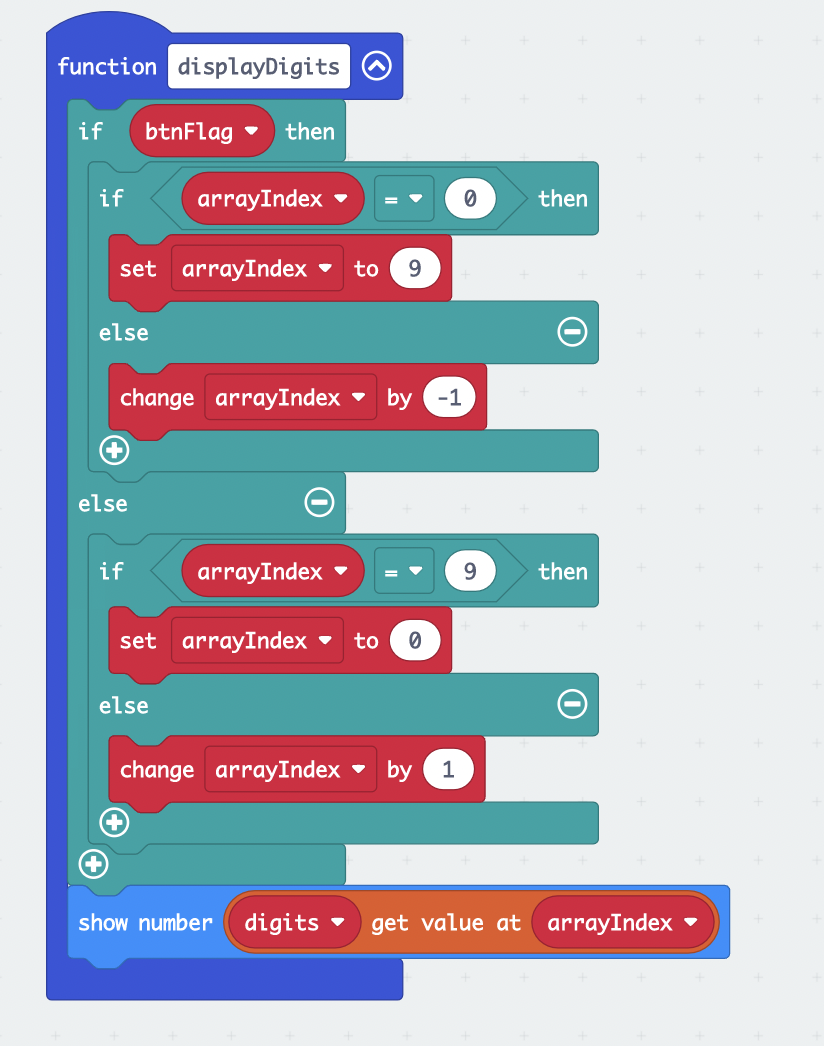 function displayDigits
if btnFlag then
if arrayIndex = 0 then
set arrayIndex to 9
else
change arrayIndex by -1
else
if arrayIndex = 9 then
set arrayIndex to 0
else
change arrayIndex by 1
show number digits get value at arrayIndex